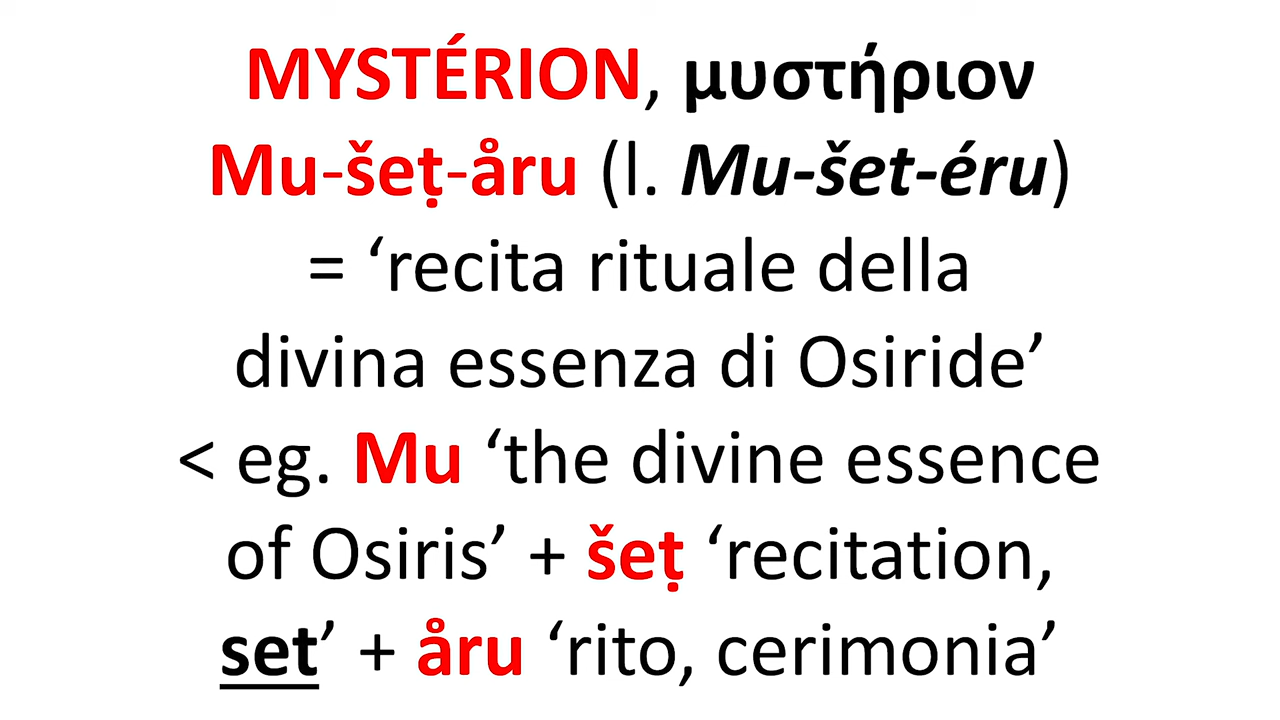 MYSTÉRION, μυστήριον
Mu-šeṭ-åru (l. Mu-šet-éru)
= ‘recita rituale della
divina essenza di Osiride’
< eg. Mu ‘the divine essence
of Osiris’ + šeṭ ‘recitation,
set’ + åru ‘rito, cerimonia’